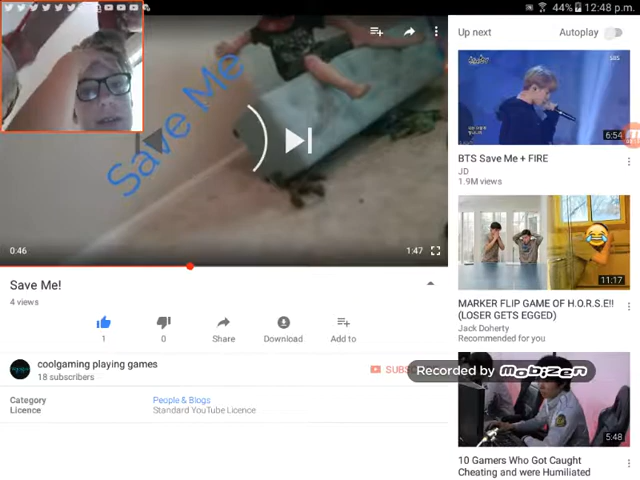 44% 12:48 p.m.
Save Me
0:46
1:47
Save Me!
4 views
1
0
Share
Download
Add to
coolgaming playing games
18 subscribers
SUBS
Recorded by MOBIZEN
Category
People & Blogs
Licence
Standard YouTube Licence
Up next
Autoplay
SBS
6:54
BTS Save Me + FIRE
JD
1.9M views
11:17
MARKER FLIP GAME OF H.O.R.S.E!!
(LOSER GETS EGGED)
Jack Doherty
Recommended for you
5:48
10 Gamers Who Got Caught
Cheating and were Humiliated